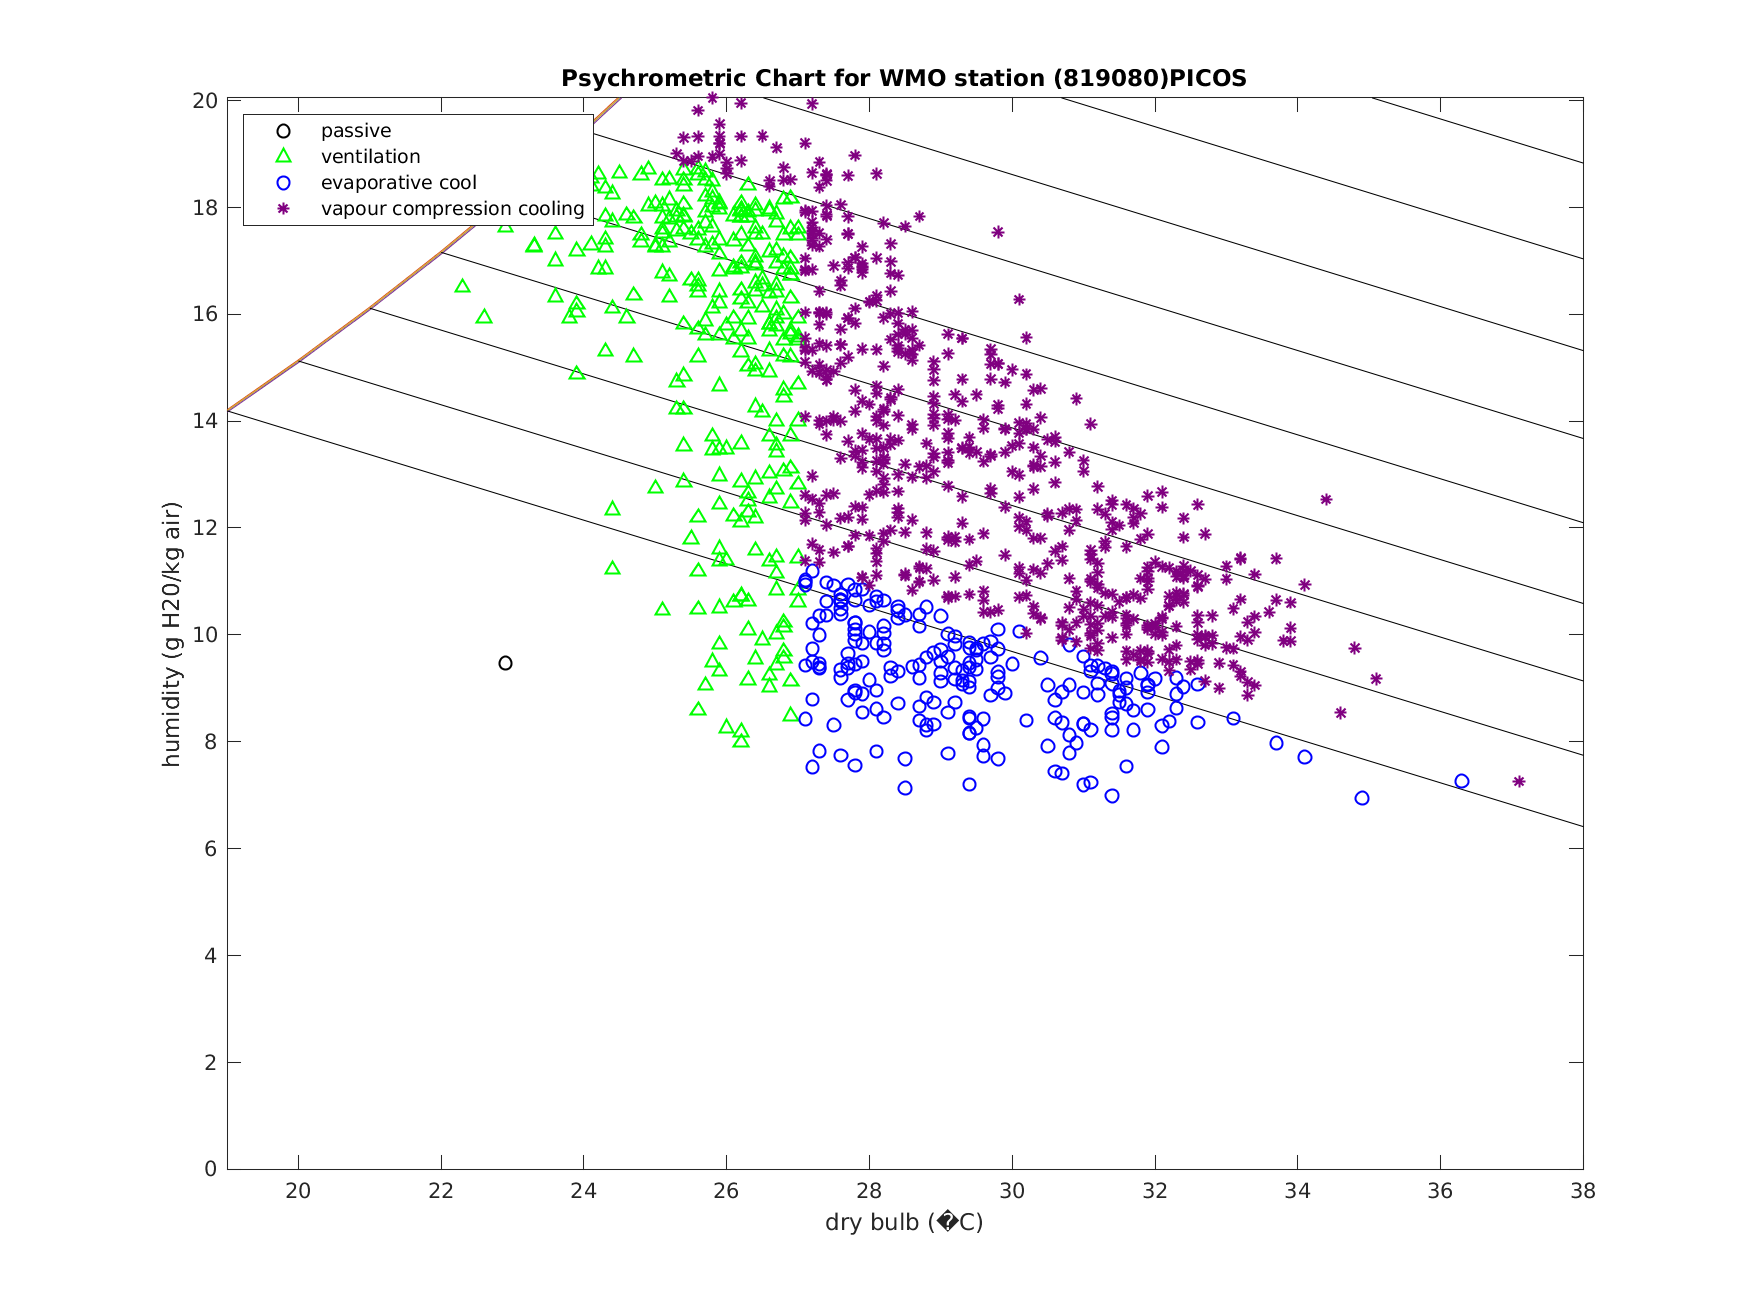 Psychrometric Chart for WMO station (819080)PICOS
passive
ventilation
evaporative cool
vapour compression cooling
20
18
16
14
12
10
8
6
4
2
0
humidity (g H20/kg air)
20 22 24 26 28 30 32 34 36 38
dry bulb (�C)